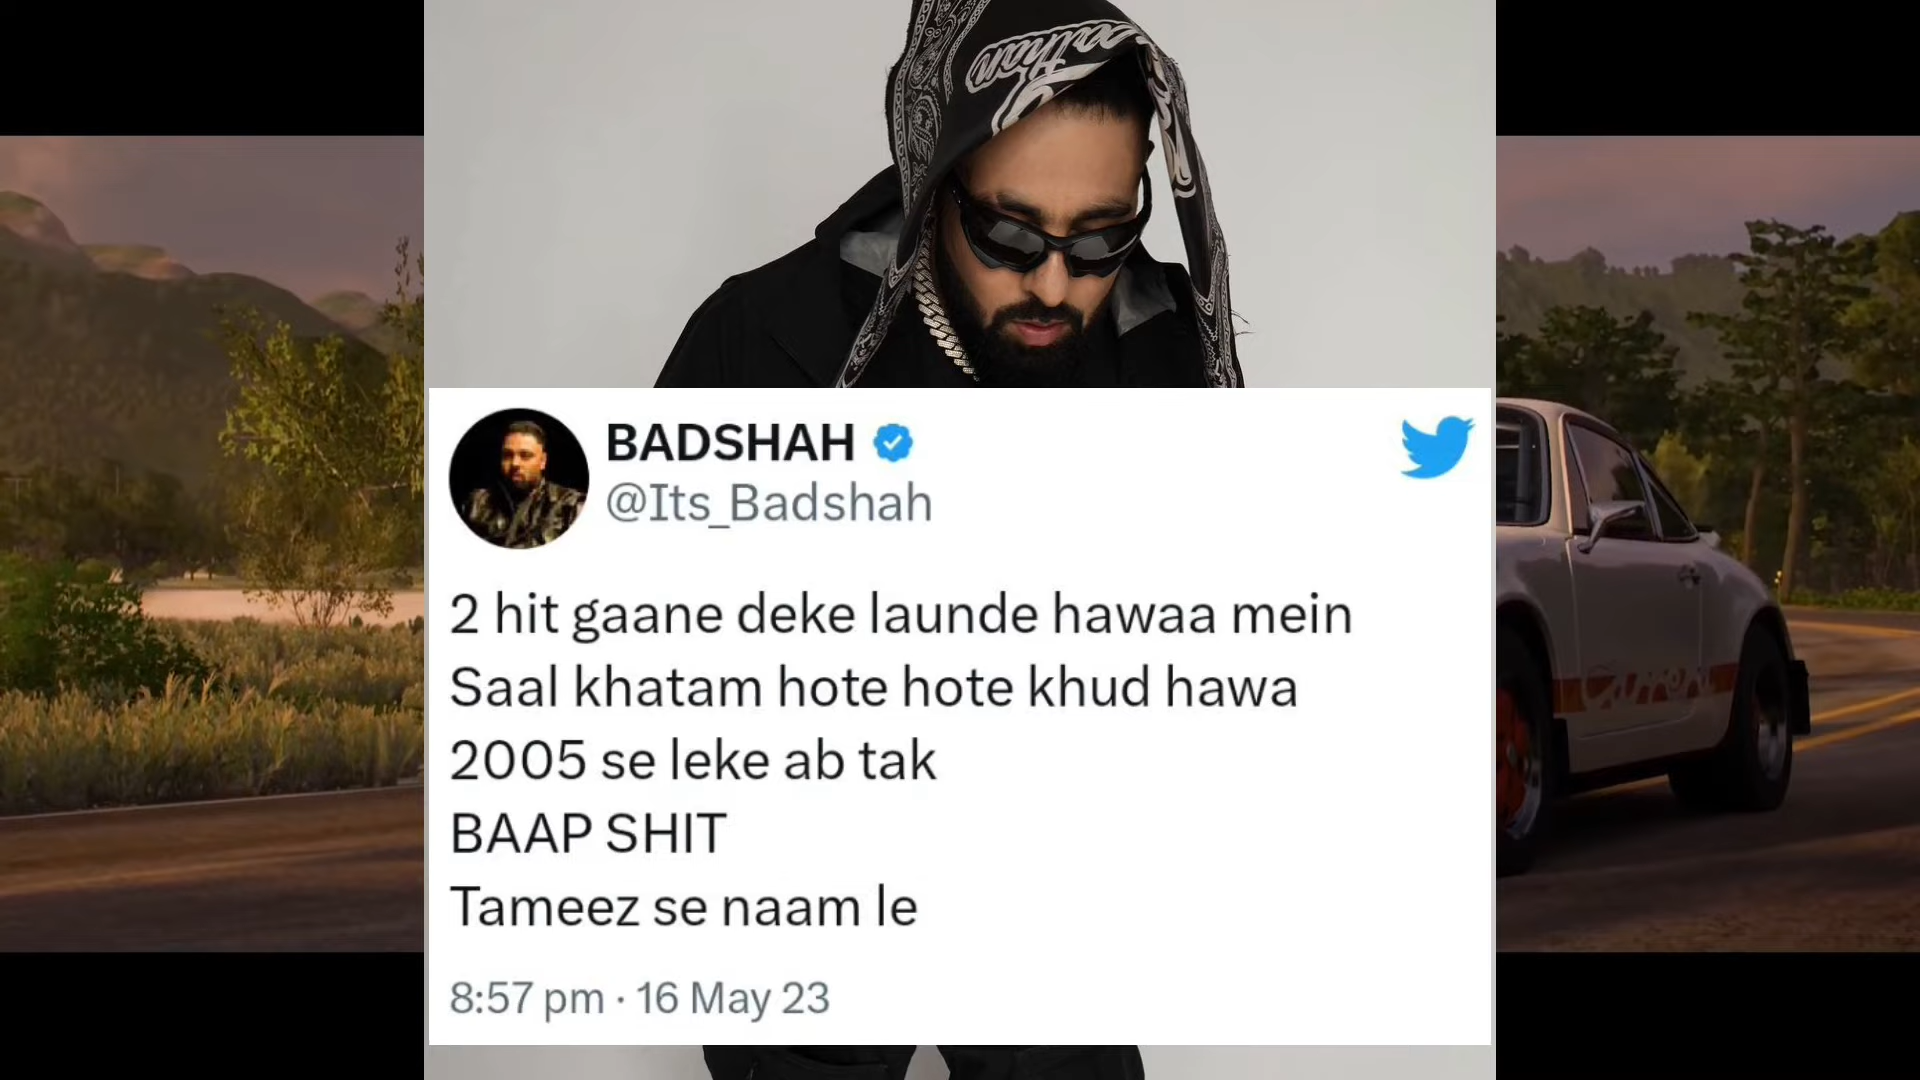 BADSHAH
@Its_Badshah
2 hit gaane deke launde hawaa mein
Saal khatam hote hote khud hawa
2005 se leke ab tak
BAAP SHIT
Tameez se naam le
8:57 pm · 16 May 23